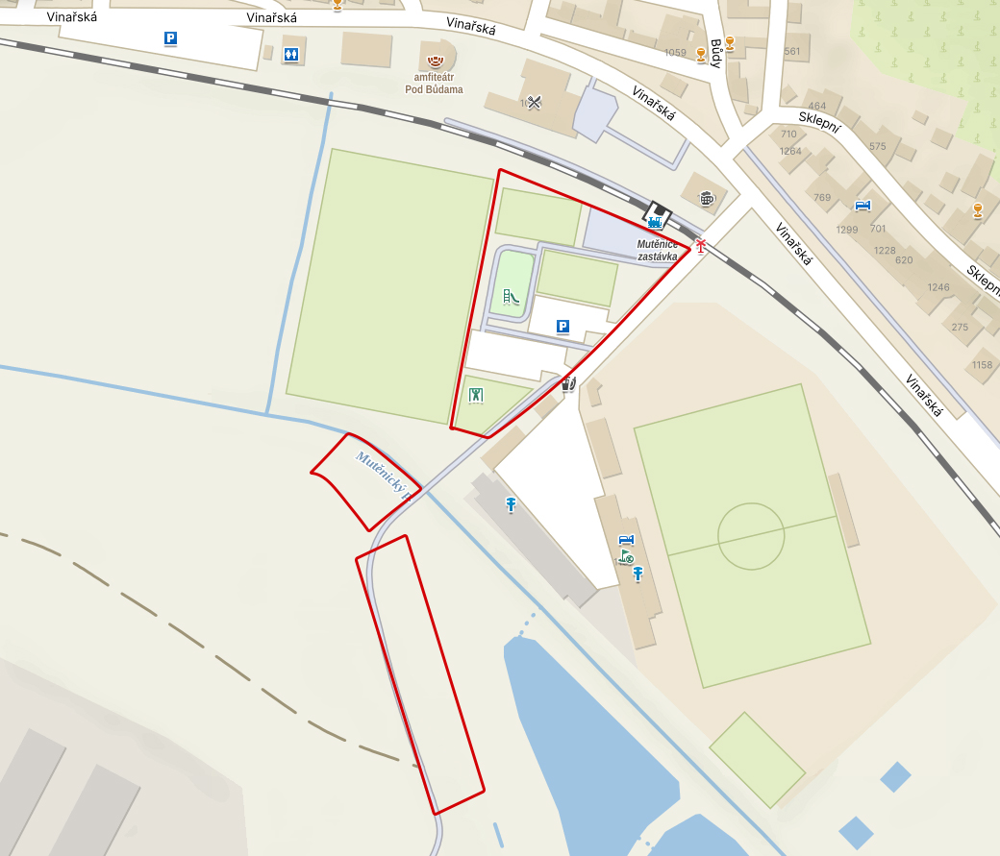 Vinařská
Vinařská
Vinařská
Vinařská
Vinařská
Vinařská
Búdy
1059
561
amfiteátr
Pod Búdama
464
Sklepní
710
1264
575
769
1299
701
1228
620
1246
275
1158
Sklepní
Mutěnice
zastávka
Mutěnický
P
P